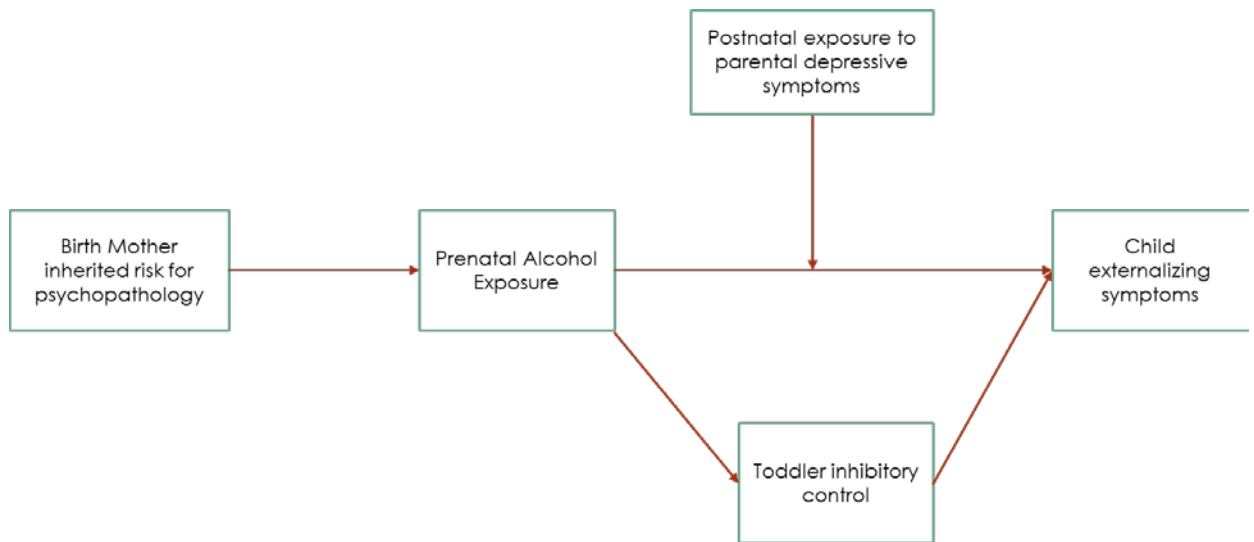 Postnatal exposure to
parental depressive
symptoms
Birth Mother
inherited risk for
psychopathology
Prenatal Alcohol
Exposure
Child
externalizing
symptoms
Toddler inhibitory
control